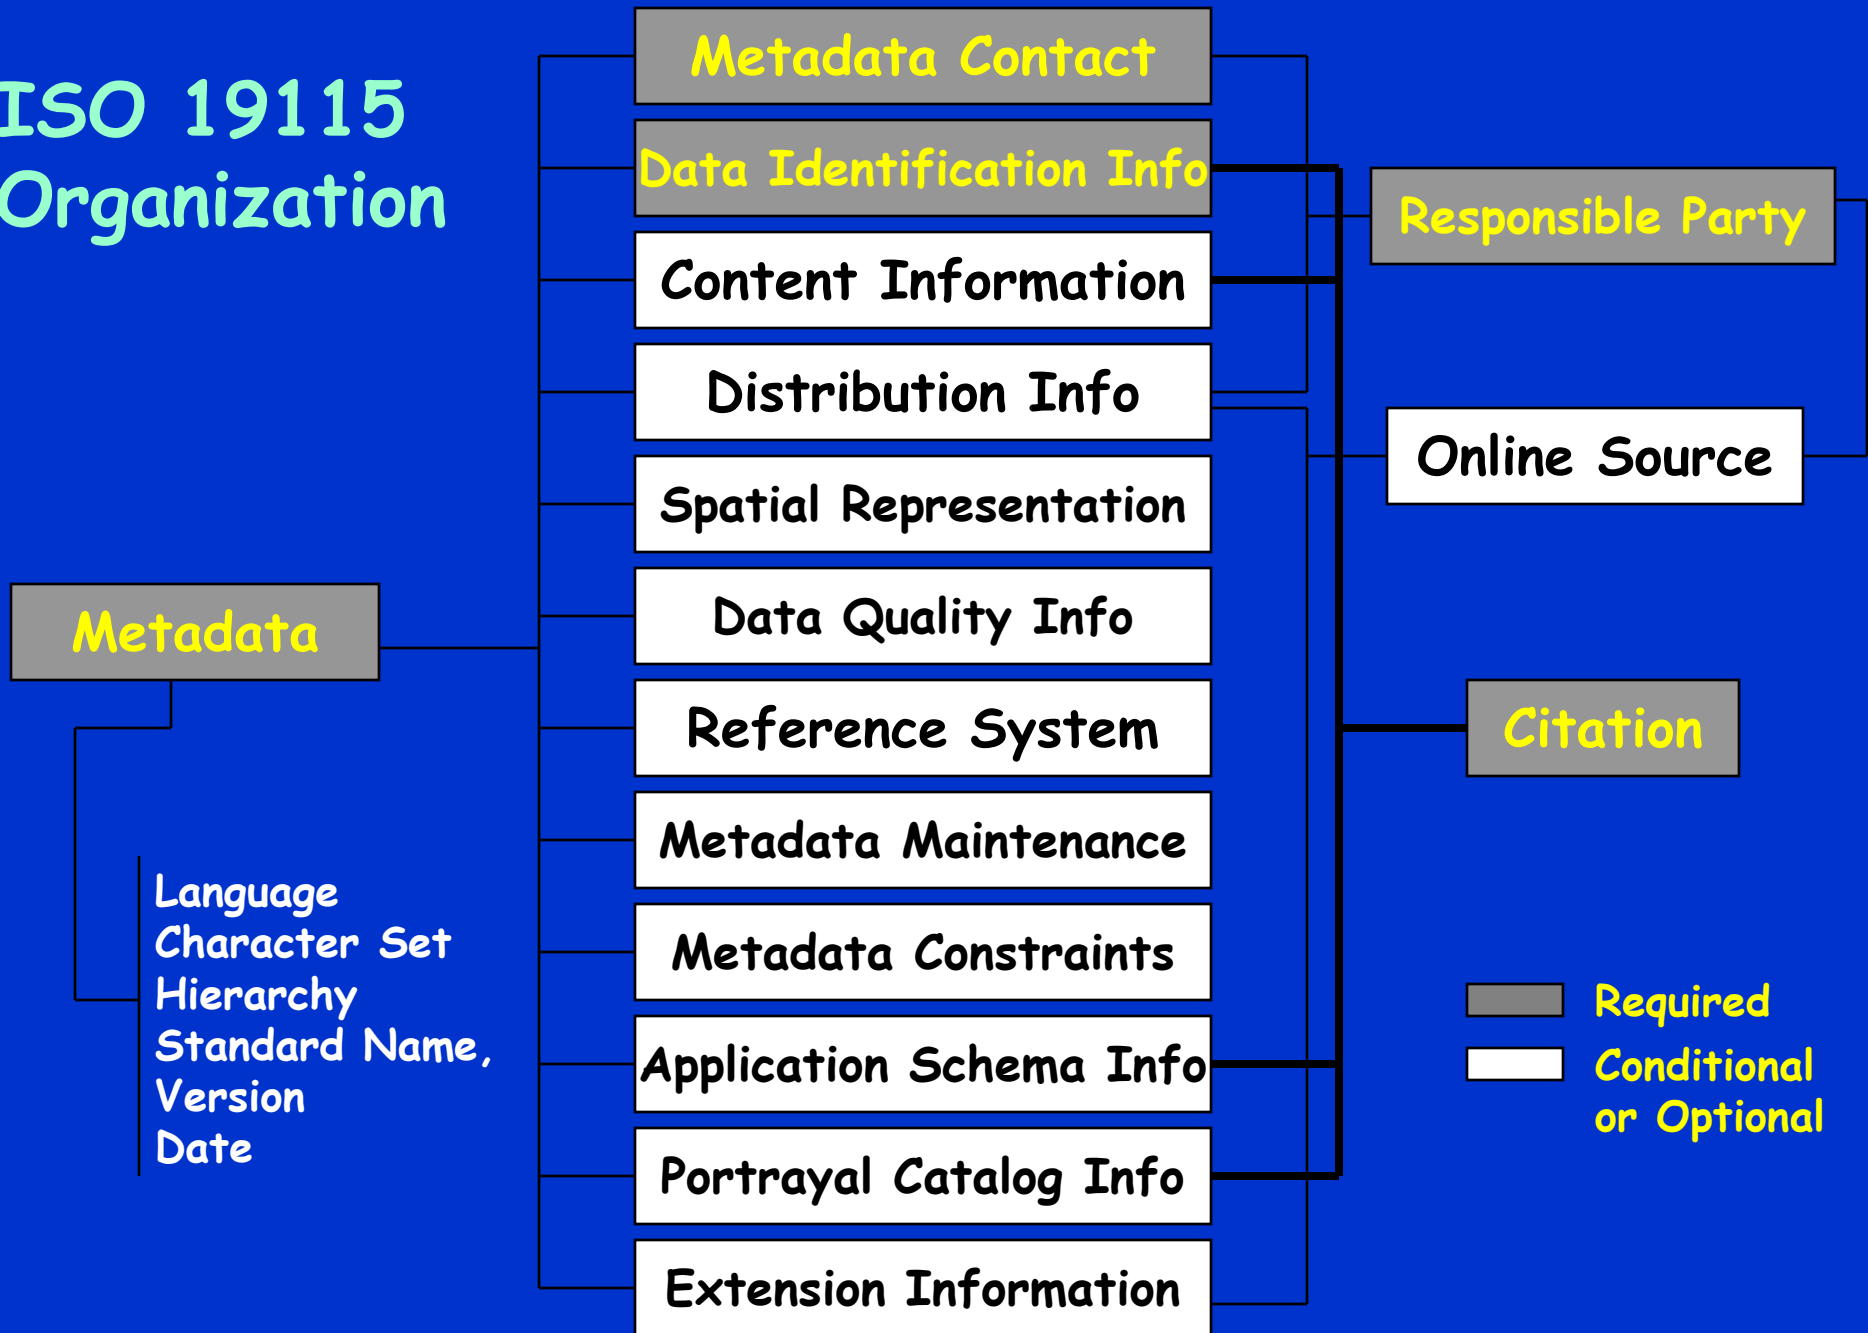 ISO 19115
Organization
Metadata Contact
Data Identification Info
Content Information
Distribution Info
Spatial Representation
Data Quality Info
Reference System
Metadata Maintenance
Metadata Constraints
Application Schema Info
Portrayal Catalog Info
Extension Information
Metadata
Language
Character Set
Hierarchy
Standard Name,
Version
Date
Responsible Party
Online Source
Citation
Required
Conditional
or Optional